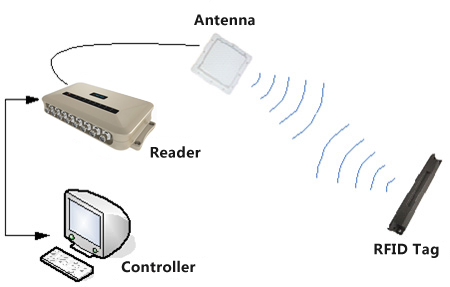 Antenna
Reader
RFID Tag
Controller